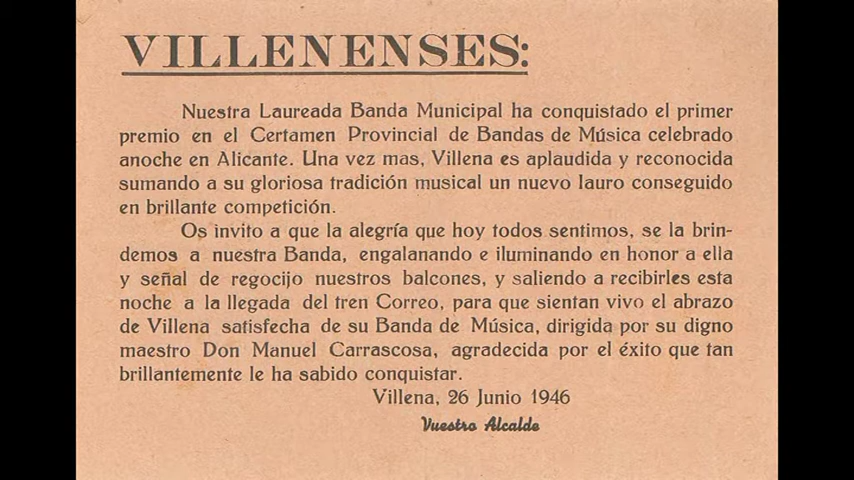 VILLENENSES:
Nuestra Laureada Banda Municipal ha conquistado el primer
premio en el Certamen Provincial de Bandas de Música celebrado
anoche en Alicante. Una vez mas, Villena es aplaudida y reconocida
sumando a su gloriosa tradición musical un nuevo lauro conseguido
en brillante competición.
Os invito a que la alegría que hoy todos sentimos, se la brin-
demos a nuestra Banda, engalanando e iluminando en honor a ella
y señal de regocijo nuestros balcones, y saliendo a recibirles esta
noche a la llegada del tren Correo, para que sientan vivo el abrazo
de Villena satisfecha de su Banda de Música, dirigida por su digno
maestro Don Manuel Carrascosa, agradecida por el éxito que tan
brillantemente le ha sabido conquistar.
Villena, 26 Junio 1946
Vuestro Alcalde